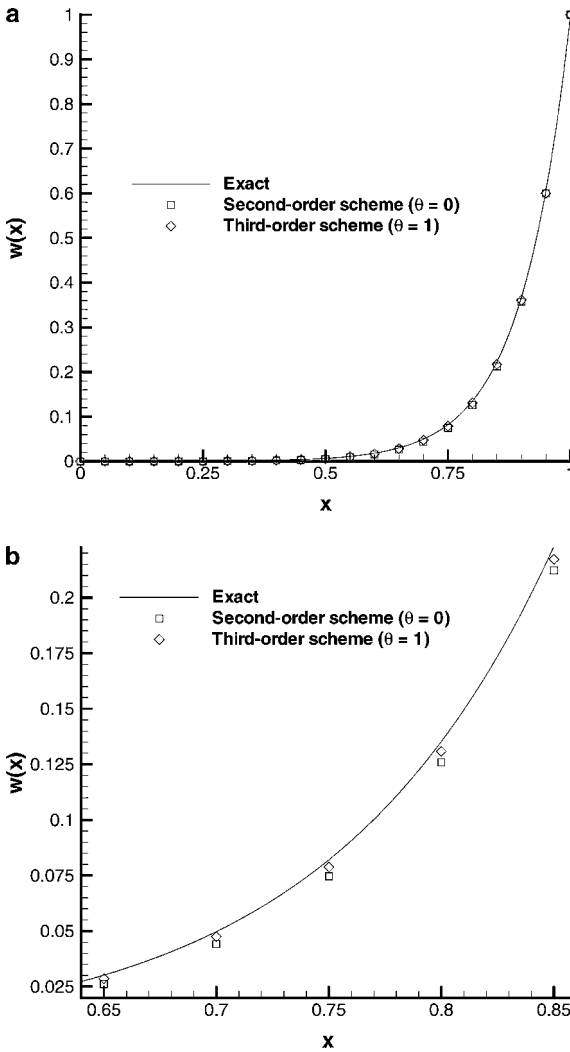 a
1
0.9
0.8
0.7
0.6
0.5
0.4
0.3
0.2
0.1
0
w(x)
Exact
Second-order scheme (θ = 0)
Third-order scheme (θ = 1)
0 0.25 0.5 0.75 1
x
b
0.2
0.175
0.15
0.125
0.1
0.075
0.05
0.025
w(x)
Exact
Second-order scheme (θ = 0)
Third-order scheme (θ = 1)
0.65 0.7 0.75 0.8 0.85
x